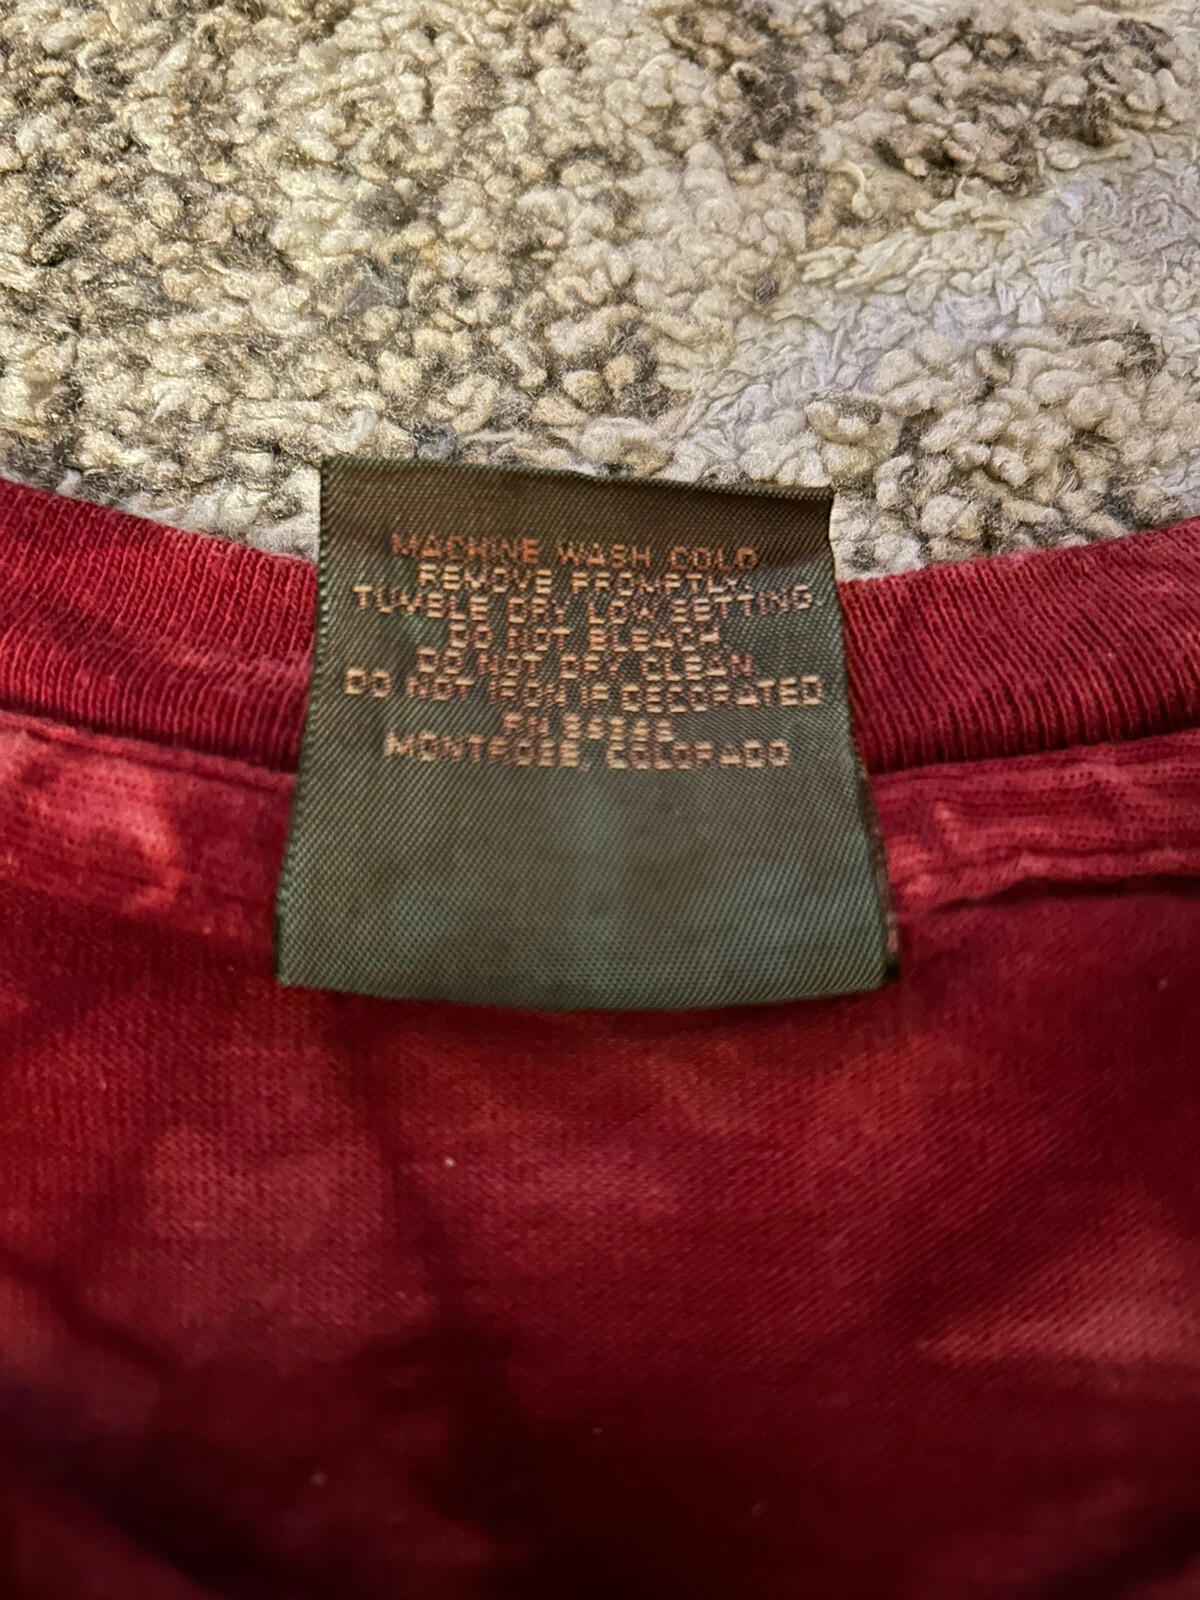 MACHINE WASH COLD
REMOVE PROMPTLY.
TUMBLE DRY LOW SETTING.
DO NOT BLEACH.
DO NOT DRY CLEAN.
DO NOT IRON IF DECORATED
RN
MONTROSE, COLORADO